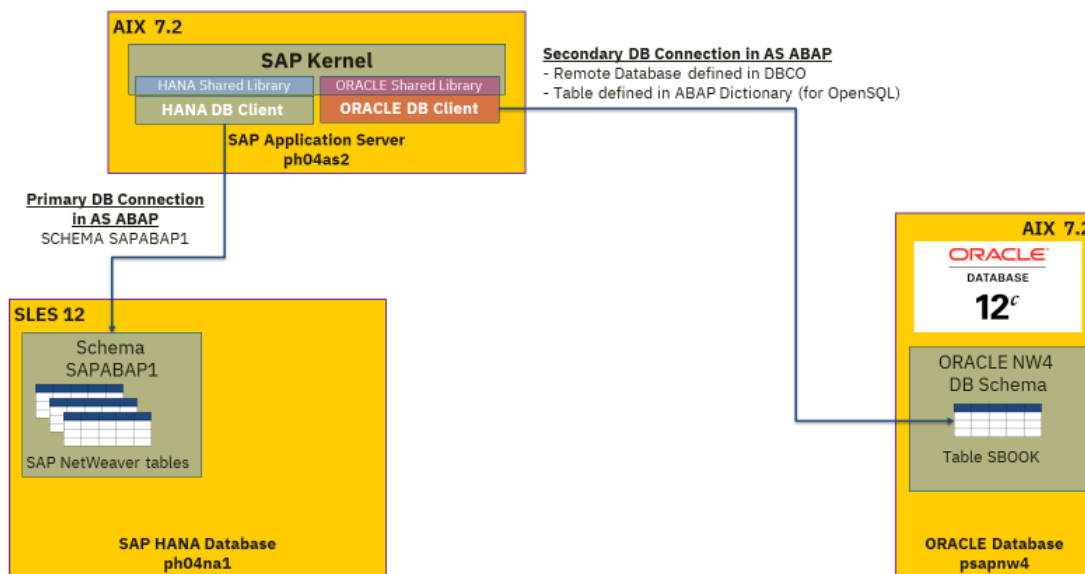 AIX 7.2
SAP Kernel
HANA Shared Library
ORACLE Shared Library
HANA DB Client
ORACLE DB Client
SAP Application Server
ph04as2
Secondary DB Connection in AS ABAP
- Remote Database defined in DBCO
- Table defined in ABAP Dictionary (for OpenSQL)
Primary DB Connection
in AS ABAP
SCHEMA SAPABAP1
SLES 12
Schema
SAPABAP1
SAP NetWeaver tables
SAP HANA Database
ph04na1
AIX 7.2
ORACLE
DATABASE
12c
ORACLE NW4
DB Schema
Table SBOOK
ORACLE Database
psapnw4